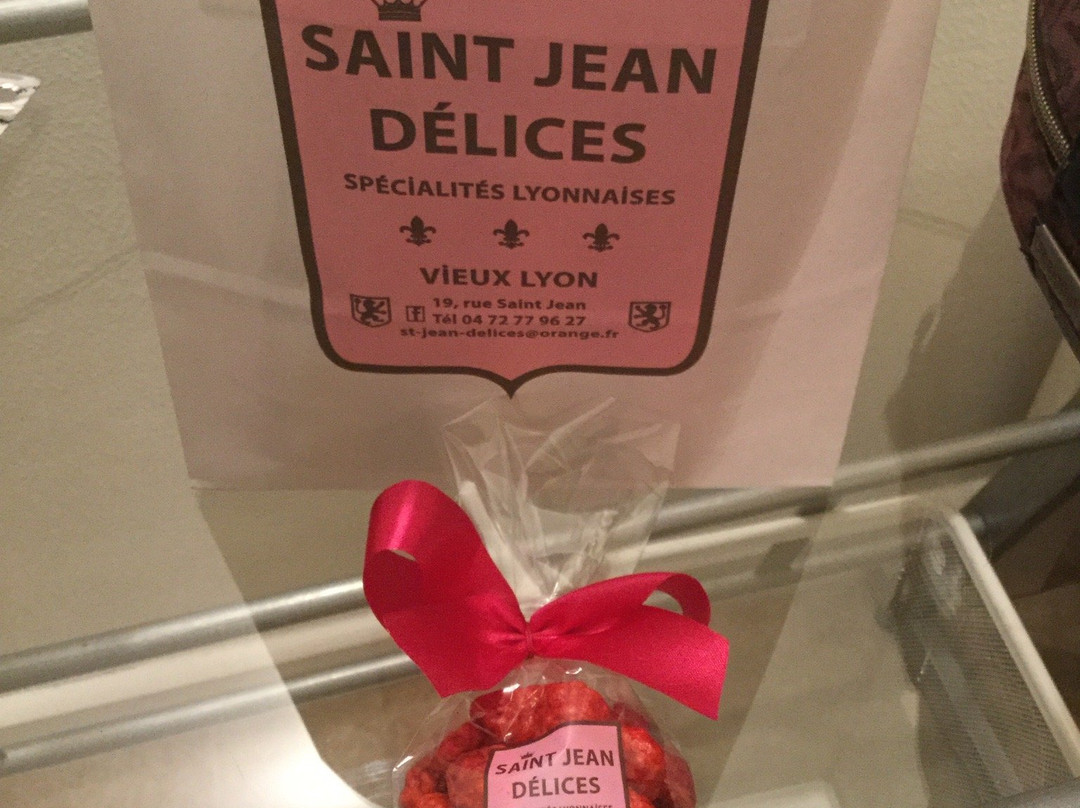 SAINT JEAN
DÉLICES
SPÉCIALITÉS LYONNAISES
VIEUX LYON
19, rue Saint Jean
f Tél 04 72 77 96 27
st-jean-delices@orange.fr
SAINT JEAN
DÉLICES
LYONNAISES